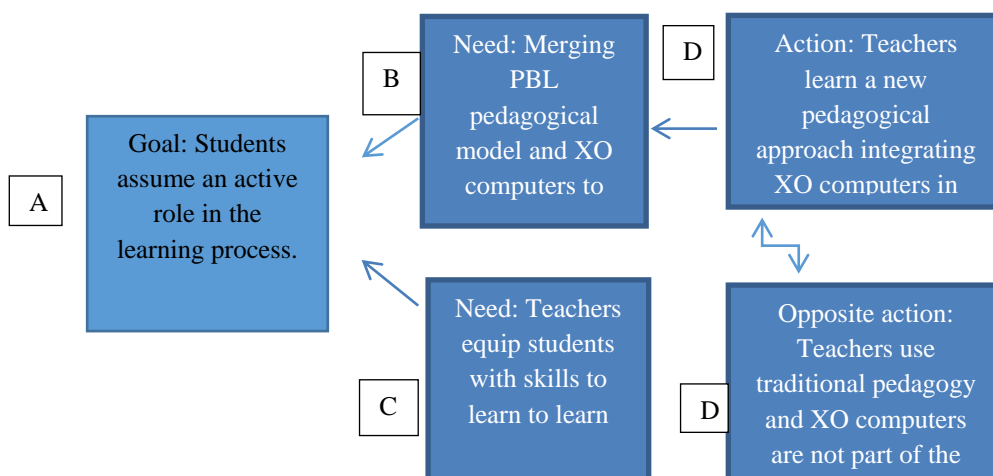 A
Goal: Students
assume an active
role in the
learning process.
B
Need: Merging
PBL
pedagogical
model and XO
computers to
D
Action: Teachers
learn a new
pedagogical
approach integrating
XO computers in
C
Need: Teachers
equip students
with skills to
learn to learn
D
Opposite action:
Teachers use
traditional pedagogy
and XO computers
are not part of the